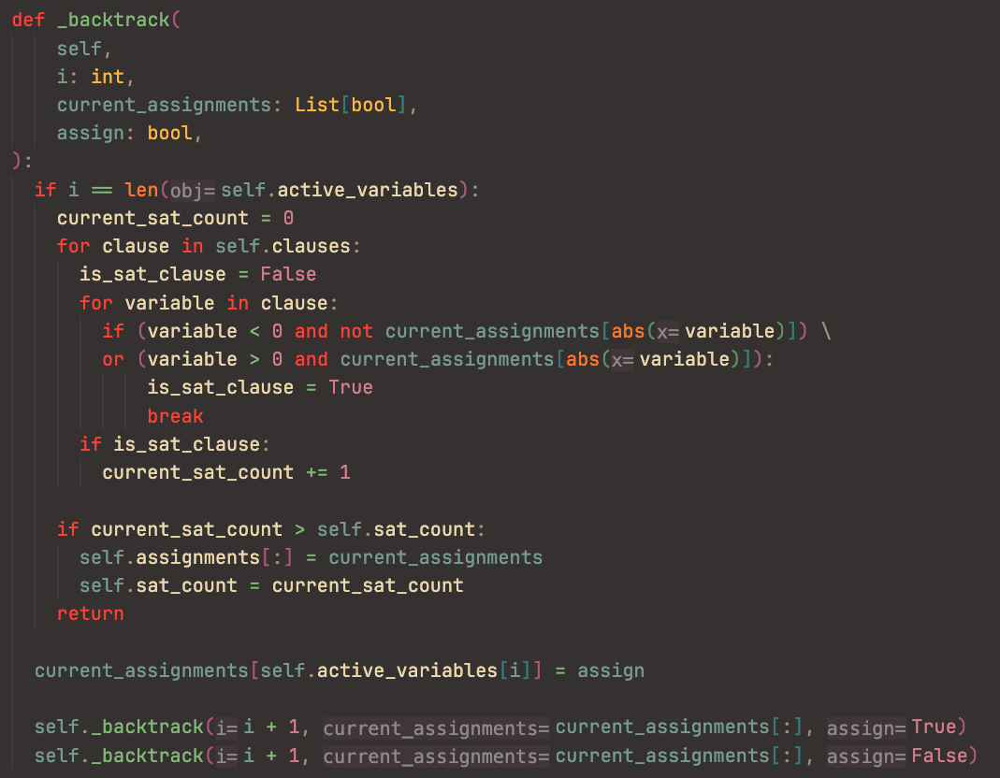 def _backtrack(
    self,
    i: int,
    current_assignments: List[bool],
    assign: bool,
):
  if i == len(obj= self.active_variables):
    current_sat_count = 0
    for clause in self.clauses:
      is_sat_clause = False
      for variable in clause:
        if (variable < 0 and not current_assignments[abs(x= variable)]) \
        or (variable > 0 and current_assignments[abs(x= variable)]):
            is_sat_clause = True
            break
      if is_sat_clause:
        current_sat_count += 1

    if current_sat_count > self.sat_count:
      self.assignments[:] = current_assignments
      self.sat_count = current_sat_count
    return

  current_assignments[self.active_variables[i]] = assign

  self._backtrack(i= i + 1, current_assignments= current_assignments[:], assign= True)
  self._backtrack(i= i + 1, current_assignments= current_assignments[:], assign= False)